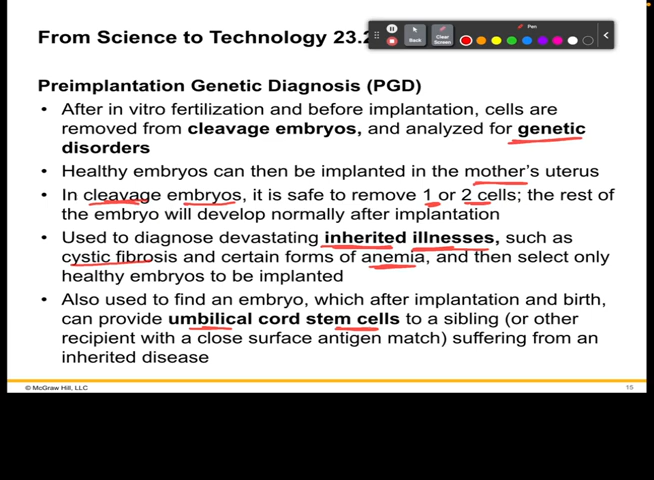 From Science to Technology 23.2
Pen
Back
Clear
Screen
Preimplantation Genetic Diagnosis (PGD)
• After in vitro fertilization and before implantation, cells are
removed from cleavage embryos, and analyzed for genetic
disorders
• Healthy embryos can then be implanted in the mother's uterus
• In cleavage embryos, it is safe to remove 1 or 2 cells; the rest of
the embryo will develop normally after implantation
• Used to diagnose devastating inherited illnesses, such as
cystic fibrosis and certain forms of anemia, and then select only
healthy embryos to be implanted
• Also used to find an embryo, which after implantation and birth,
can provide umbilical cord stem cells to a sibling (or other
recipient with a close surface antigen match) suffering from an
inherited disease
© McGraw Hill, LLC
15